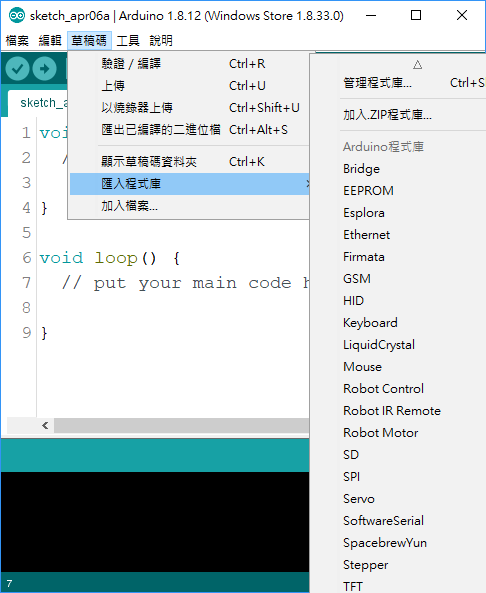 sketch_apr06a | Arduino 1.8.12 (Windows Store 1.8.33.0)
檔案 編輯 草稿碼 工具 說明
驗證 / 編譯 Ctrl+R
上傳 Ctrl+U
以燒錄器上傳 Ctrl+Shift+U
匯出已編譯的二進位檔 Ctrl+Alt+S
顯示草稿碼資料夾 Ctrl+K
匯入程式庫
加入檔案...
管理程式庫... Ctrl+S
加入.ZIP程式庫...
Arduino程式庫
Bridge
EEPROM
Esplora
Ethernet
Firmata
GSM
HID
Keyboard
LiquidCrystal
Mouse
Robot Control
Robot IR Remote
Robot Motor
SD
SPI
Servo
SoftwareSerial
SpacebrewYun
Stepper
TFT
sketch_a
1 voi
2 /
3
4 }
5
6 void loop() {
7 // put your main code h
8
9 }
7